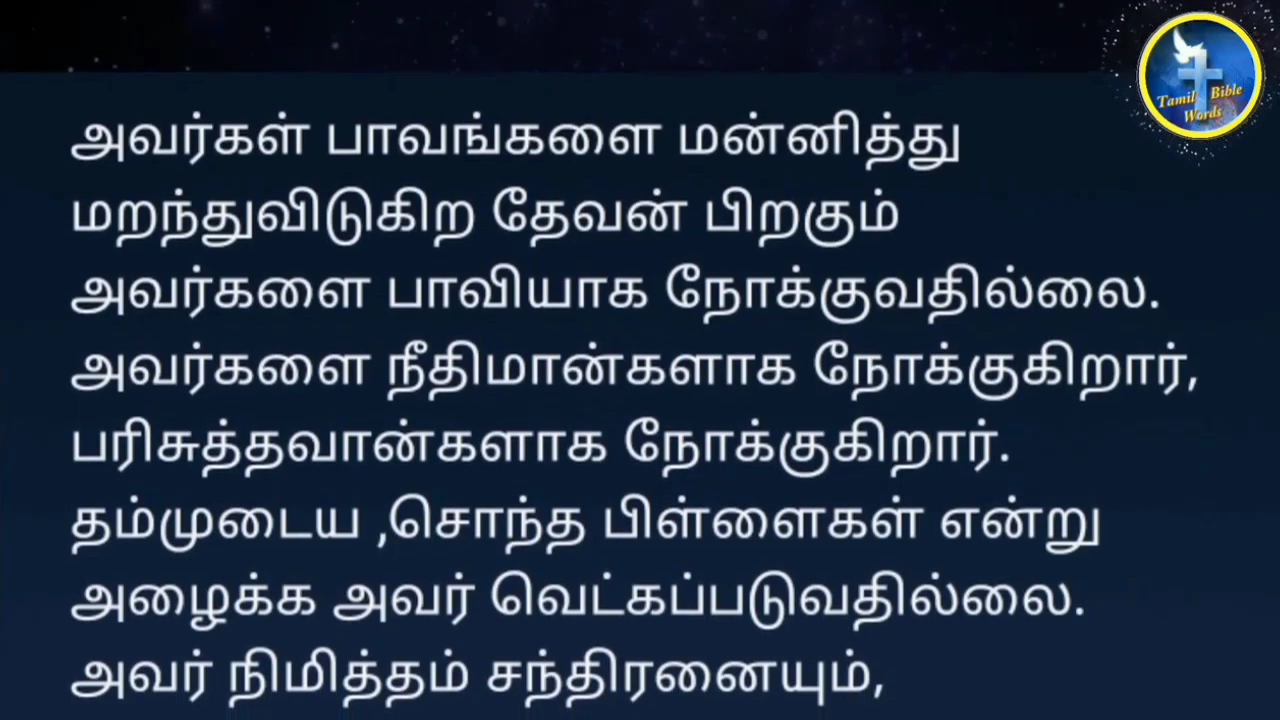 Tamil Bible
Words
அவர்கள் பாவங்களை மன்னித்து
மறந்துவிடுகிற தேவன் பிறகும்
அவர்களை பாவியாக நோக்குவதில்லை.
அவர்களை நீதிமான்களாக நோக்குகிறார்,
பரிசுத்தவான்களாக நோக்குகிறார்.
தம்முடைய ,சொந்த பிள்ளைகள் என்று
அழைக்க அவர் வெட்கப்படுவதில்லை.
அவர் நிமித்தம் சந்திரனையும்,